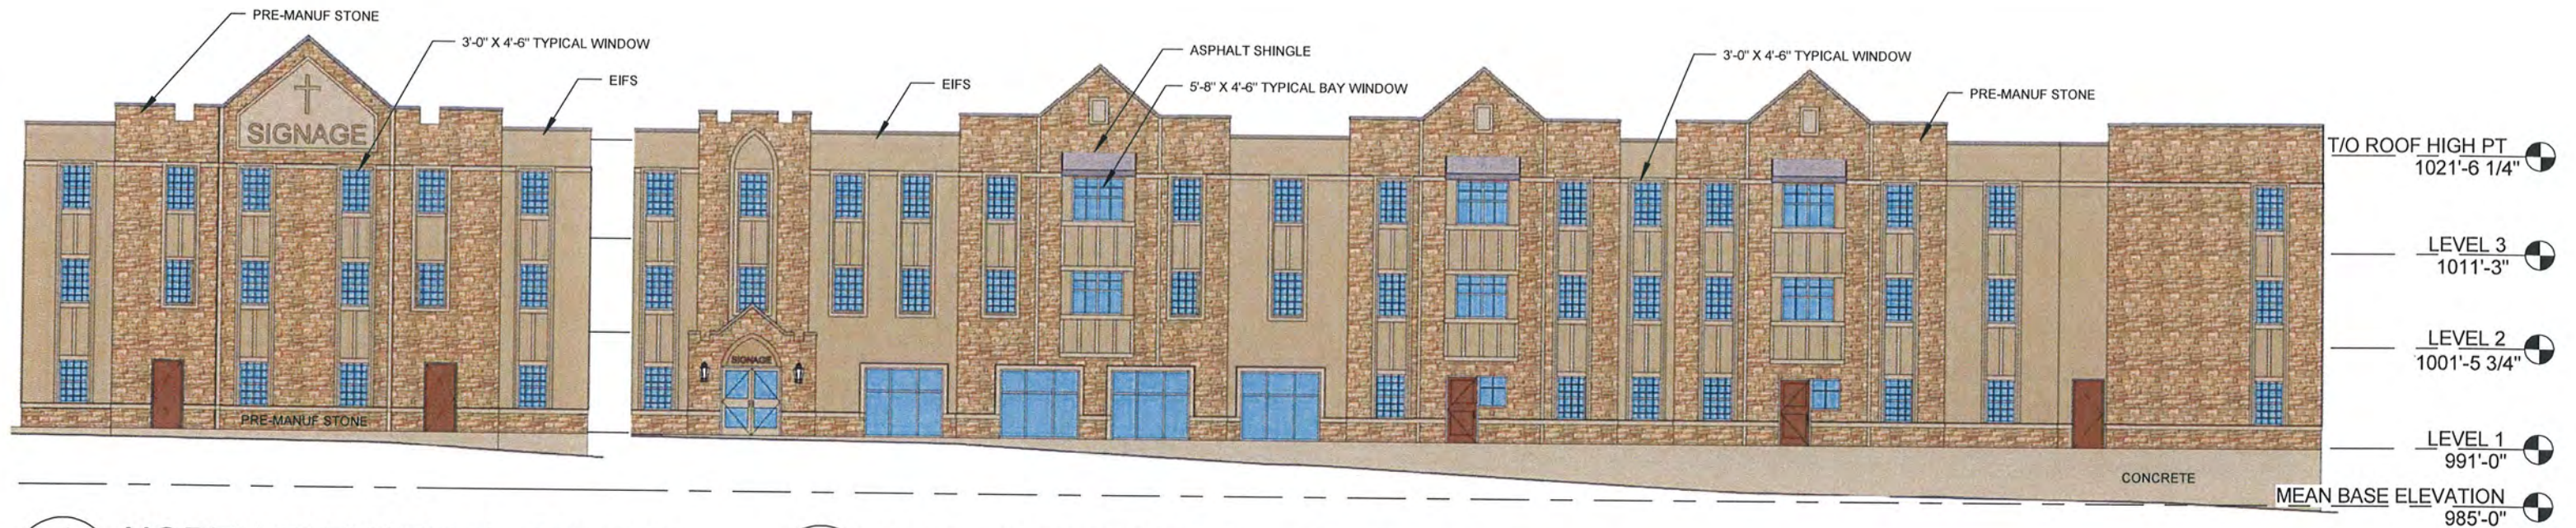 PRE-MANUF STONE
3'-0" X 4'-6" TYPICAL WINDOW
EIFS
SIGNAGE
PRE-MANUF STONE
EIFS
ASPHALT SHINGLE
5'-8" X 4'-6" TYPICAL BAY WINDOW
3'-0" X 4'-6" TYPICAL WINDOW
PRE-MANUF STONE
SIGNAGE
CONCRETE
T/O ROOF HIGH PT
1021'-6 1/4"
LEVEL 3
1011'-3"
LEVEL 2
1001'-5 3/4"
LEVEL 1
991'-0"
MEAN BASE ELEVATION
985'-0"